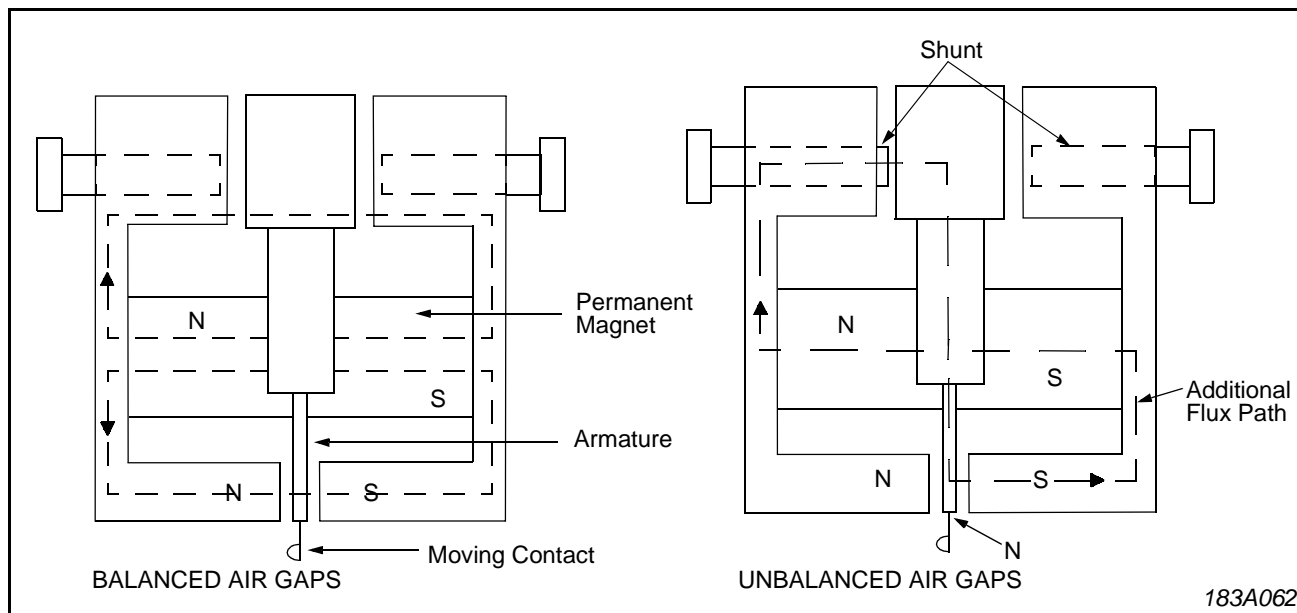 Shunt
N
Permanent
Magnet
S
Armature
N
S
Moving Contact
BALANCED AIR GAPS
N
S
Additional
Flux Path
N
S
N
UNBALANCED AIR GAPS
183A062